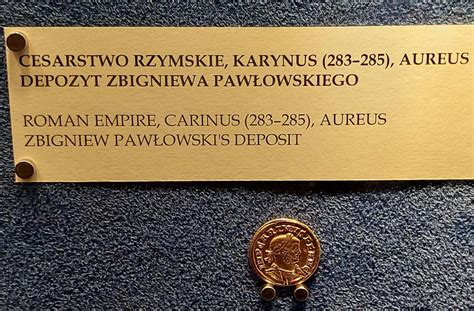 CESARSTWO RZYMSKIE, KARYNUS (283–285), AUREUS
DEPOZYT ZBIGNIEWA PAWŁOWSKIEGO
ROMAN EMPIRE, CARINUS (283–285), AUREUS
ZBIGNIEW PAWŁOWSKI'S DEPOSIT